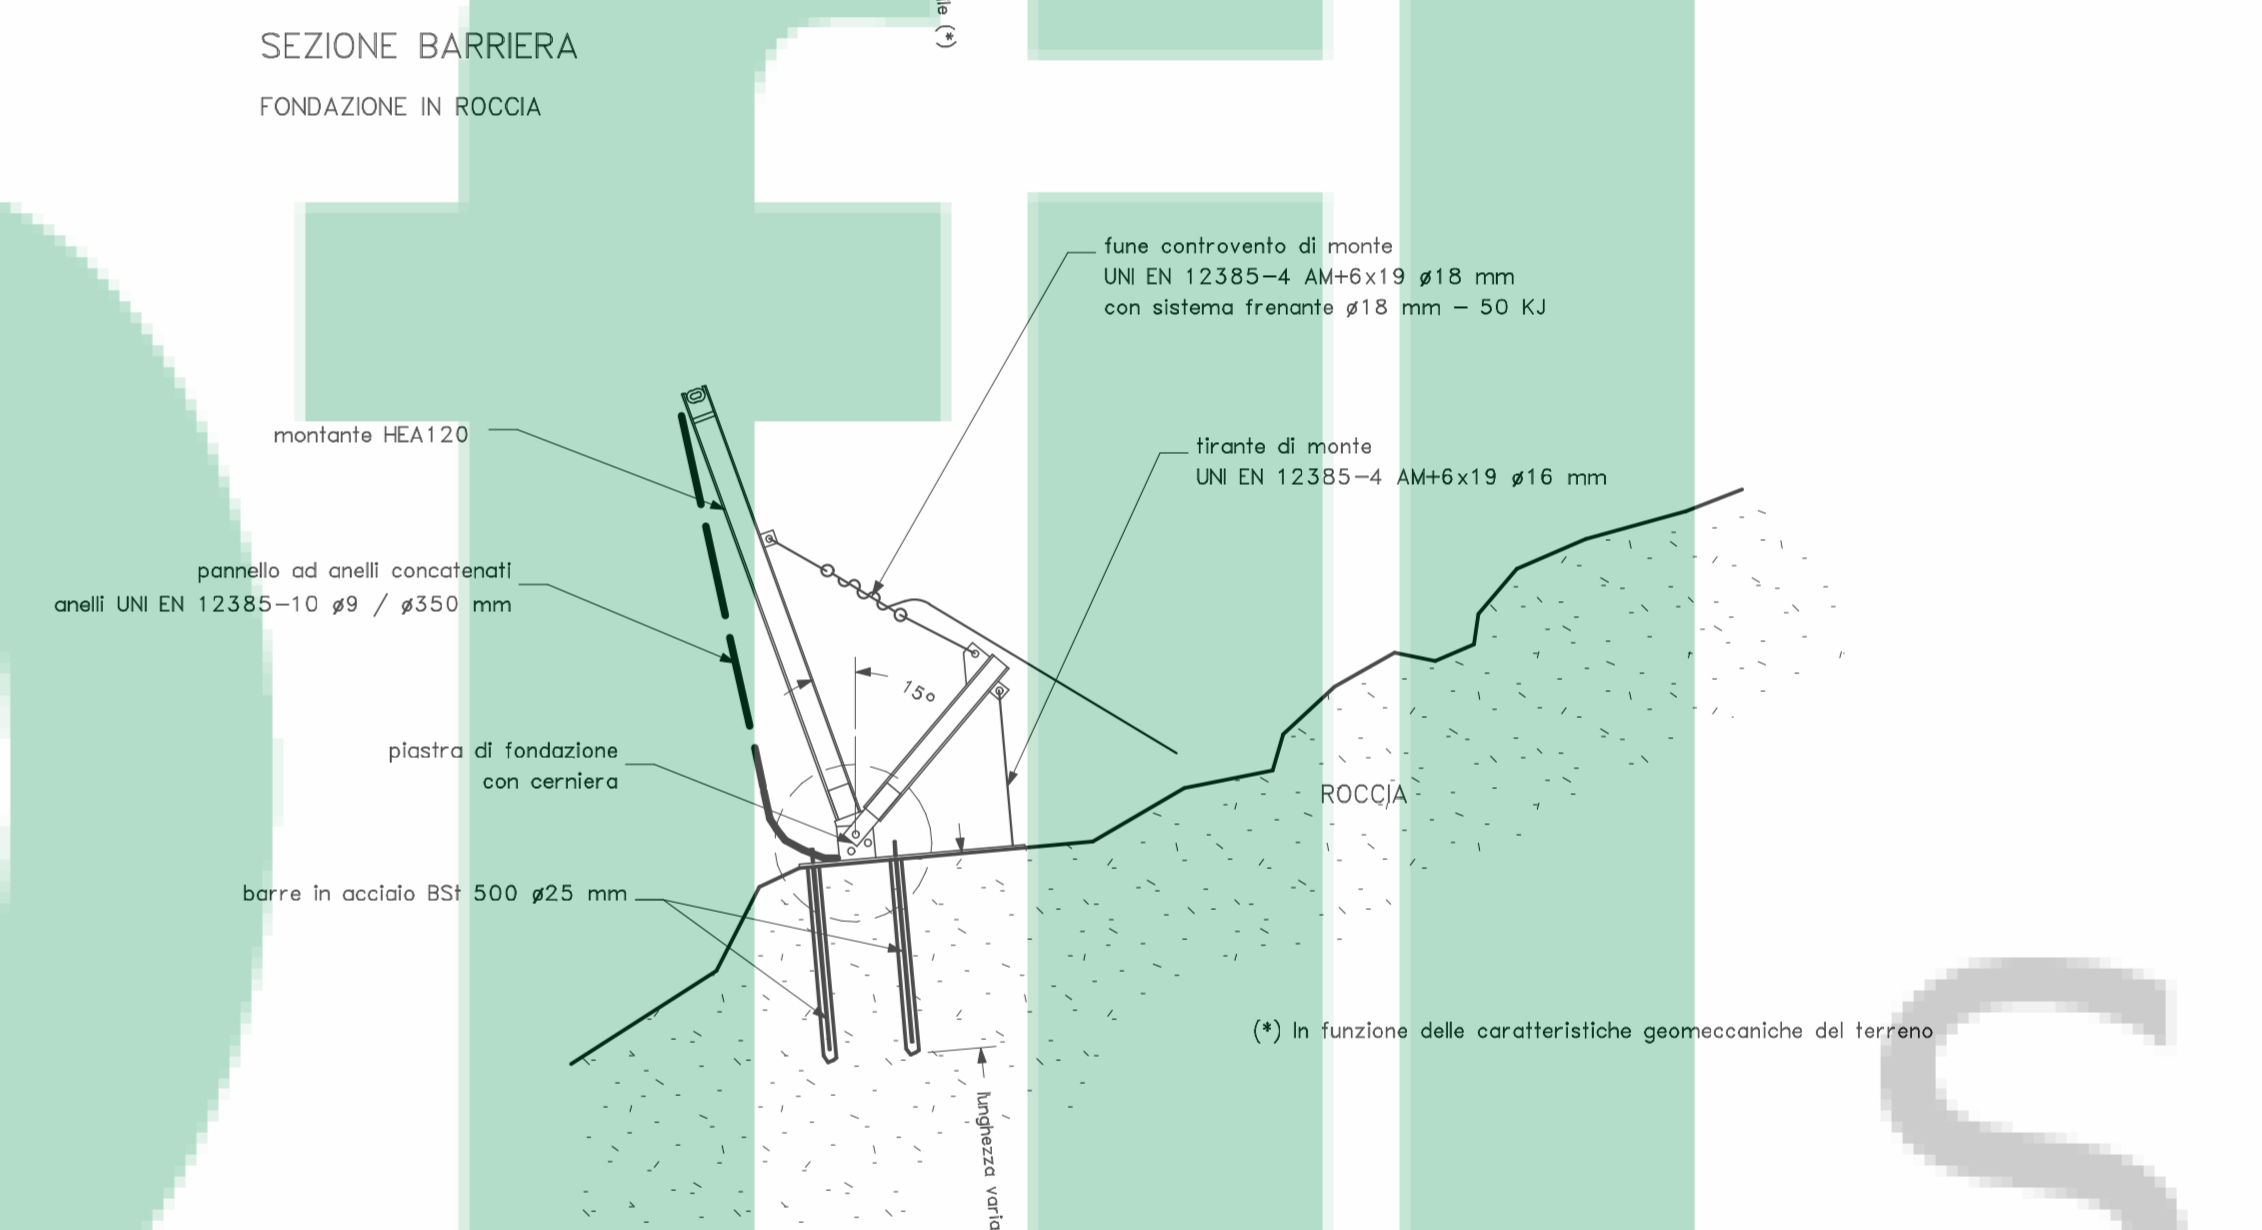 le (*)
SEZIONE BARRIERA
FONDAZIONE IN ROCCIA
fune controvento di monte
UNI EN 12385-4 AM+6x19 ø18 mm
con sistema frenante ø18 mm - 50 KJ
montante HEA120
tirante di monte
UNI EN 12385-4 AM+6x19 ø16 mm
pannello ad anelli concatenati
anelli UNI EN 12385-10 ø9 / ø350 mm
15°
piastra di fondazione
con cerniera
ROCCIA
barre in acciaio BSt 500 ø25 mm
(*) In funzione delle caratteristiche geomeccaniche del terreno
lunghezza varia